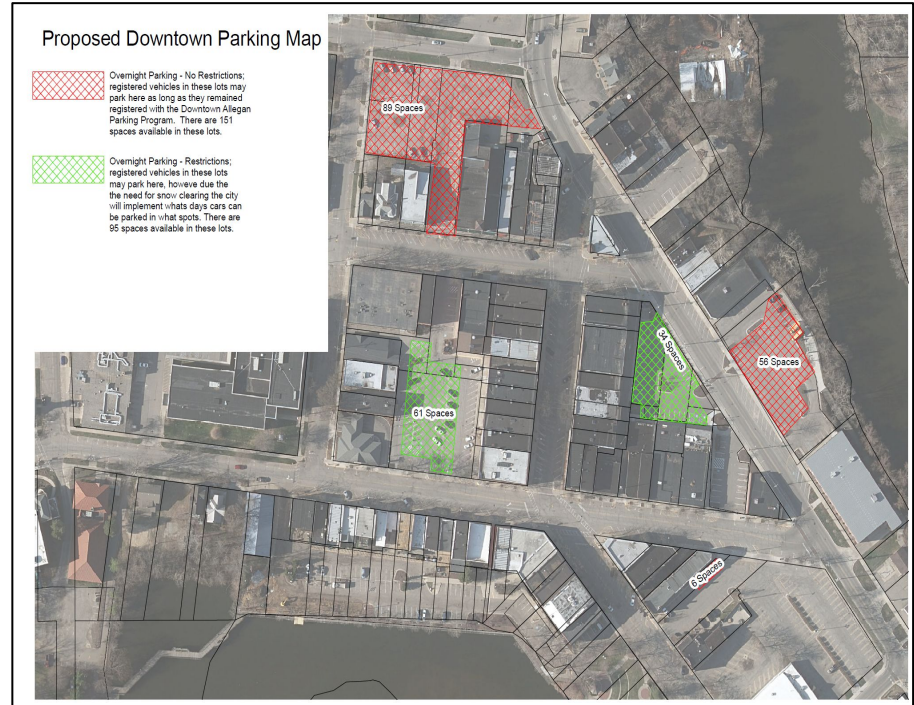 Proposed Downtown Parking Map
Overnight Parking - No Restrictions;
registered vehicles in these lots may
park here as long as they remained
registered with the Downtown Allegan
Parking Program. There are 151
spaces available in these lots.
Overnight Parking - Restrictions;
registered vehicles in these lots
may park here, howeve due the
the need for snow clearing the city
will implement whats days cars can
be parked in what spots. There are
95 spaces available in these lots.
89 Spaces
34 Spaces
56 Spaces
61 Spaces
6 Spaces